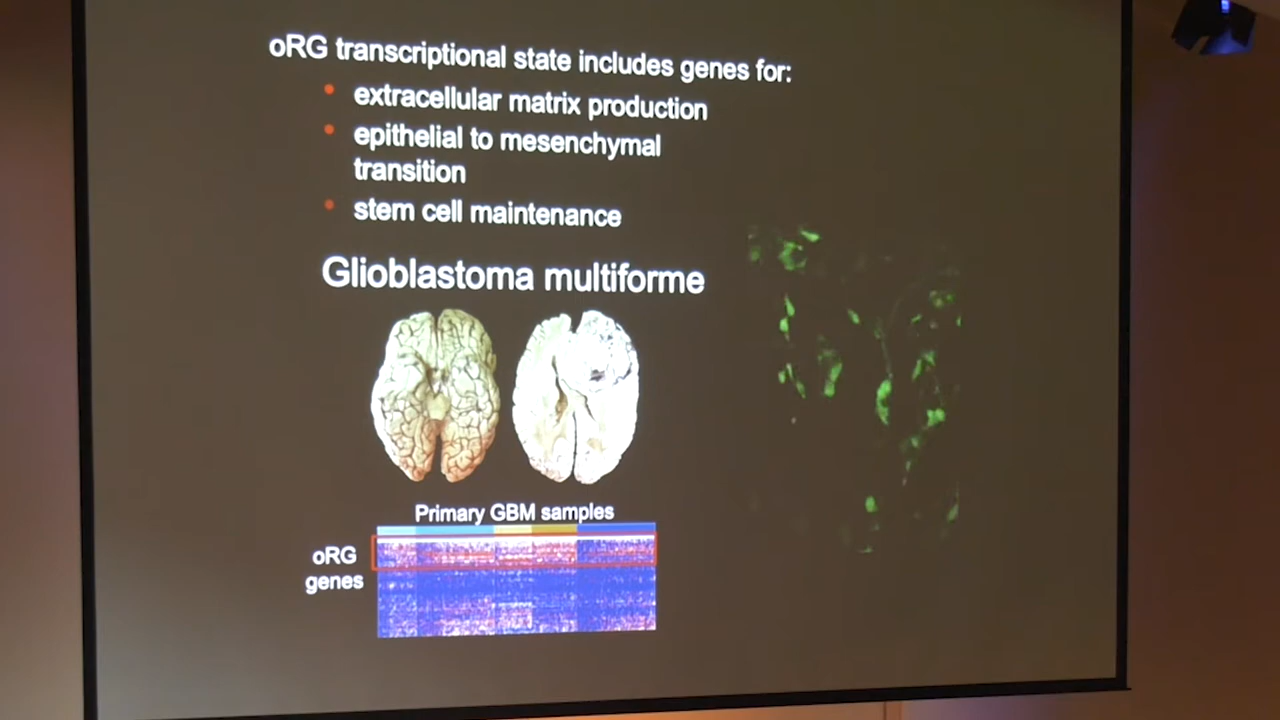 oRG transcriptional state includes genes for:
extracellular matrix production
epithelial to mesenchymal
transition
stem cell maintenance
Glioblastoma multiforme
Primary GBM samples
oRG
genes